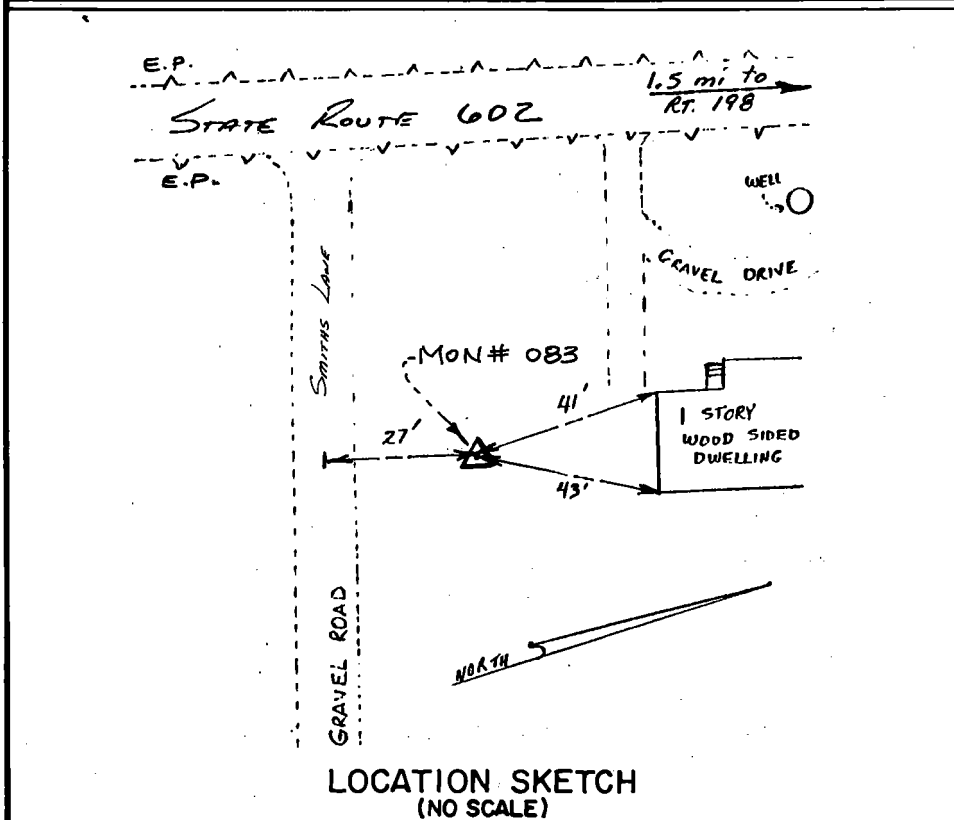 E.P.
1.5 mi to
RT. 198
STATE ROUTE 602
E.P.
WELL
GRAVEL DRIVE
SMITHS LANE
MON# 083
41'
27'
1 STORY
WOOD SIDED
DWELLING
43'
GRAVEL ROAD
NORTH
LOCATION SKETCH
(NO SCALE)